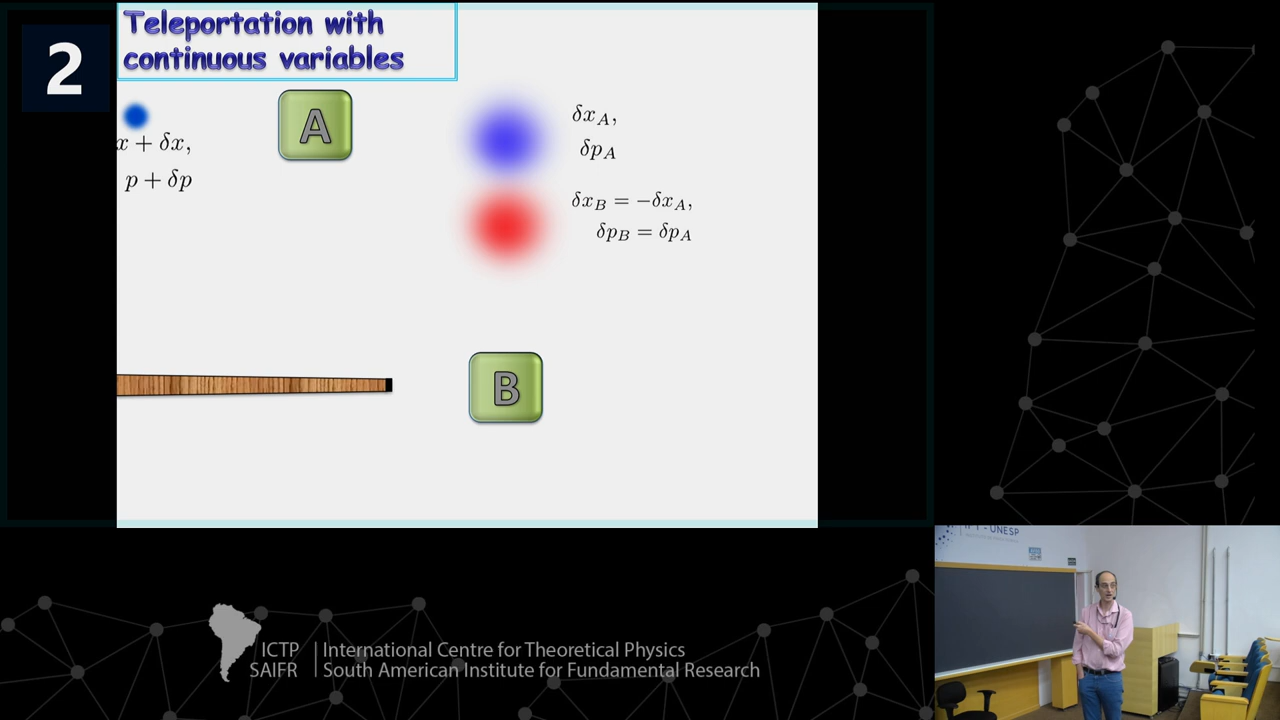 2
Teleportation with
continuous variables
x + δx,
p + δp
A
δx_A,
δp_A
δx_B = −δx_A,
δp_B = δp_A
B
UNESP
ICTP
SAIFR
International Centre for Theoretical Physics
South American Institute for Fundamental Research